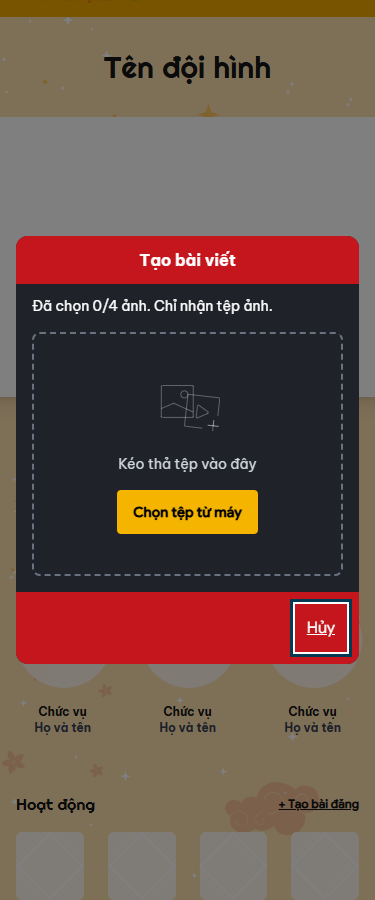 Tên đội hình
Tạo bài viết
Đã chọn 0/4 ảnh. Chỉ nhận tệp ảnh.
Kéo thả tệp vào đây
Chọn tệp từ máy
Hủy
Chức vụ
Họ và tên
Chức vụ
Họ và tên
Chức vụ
Họ và tên
Hoạt động
+ Tạo bài đăng